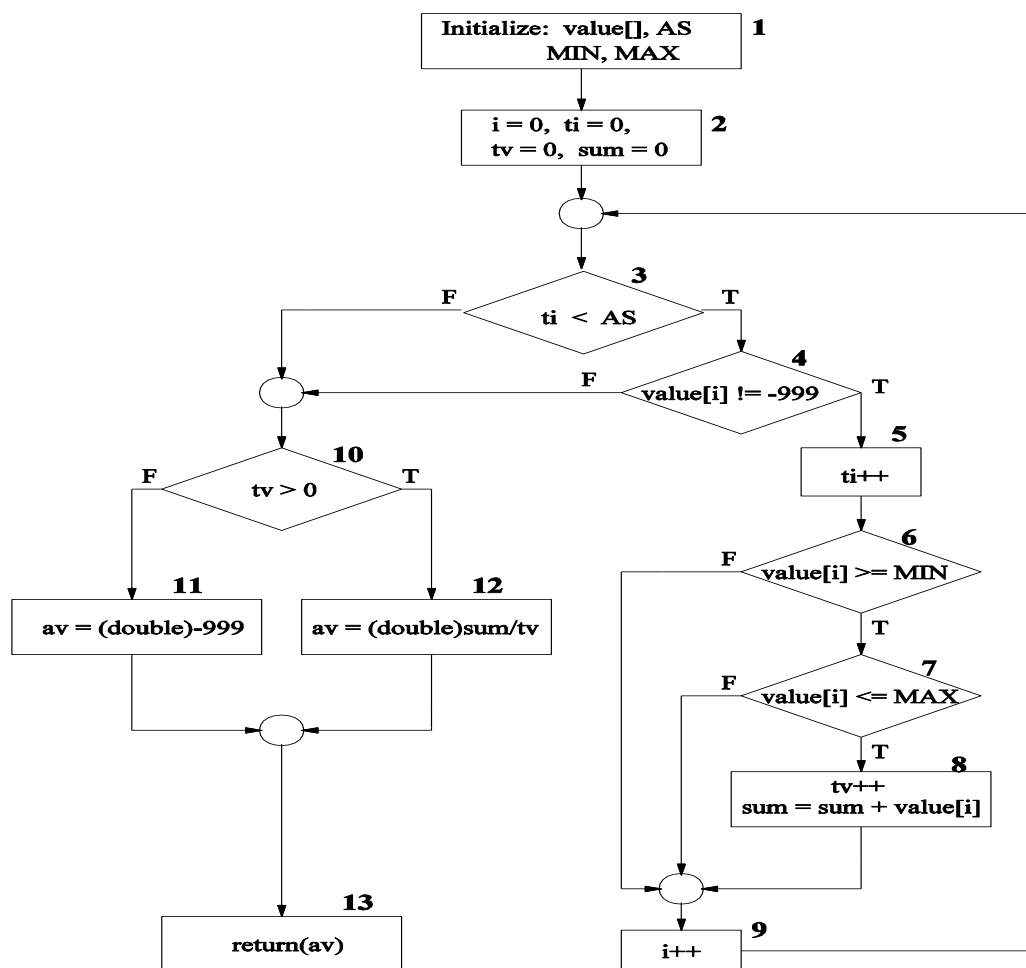 Initialize: value[], AS
MIN, MAX
1
i = 0, ti = 0,
tv = 0, sum = 0
2
3
F
T
ti < AS
4
F
T
value[i] != -999
5
ti++
10
F
T
tv > 0
6
F
value[i] >= MIN
T
11
av = (double)-999
12
av = (double)sum/tv
7
F
value[i] <= MAX
T
8
tv++
sum = sum + value[i]
13
return(av)
9
i++